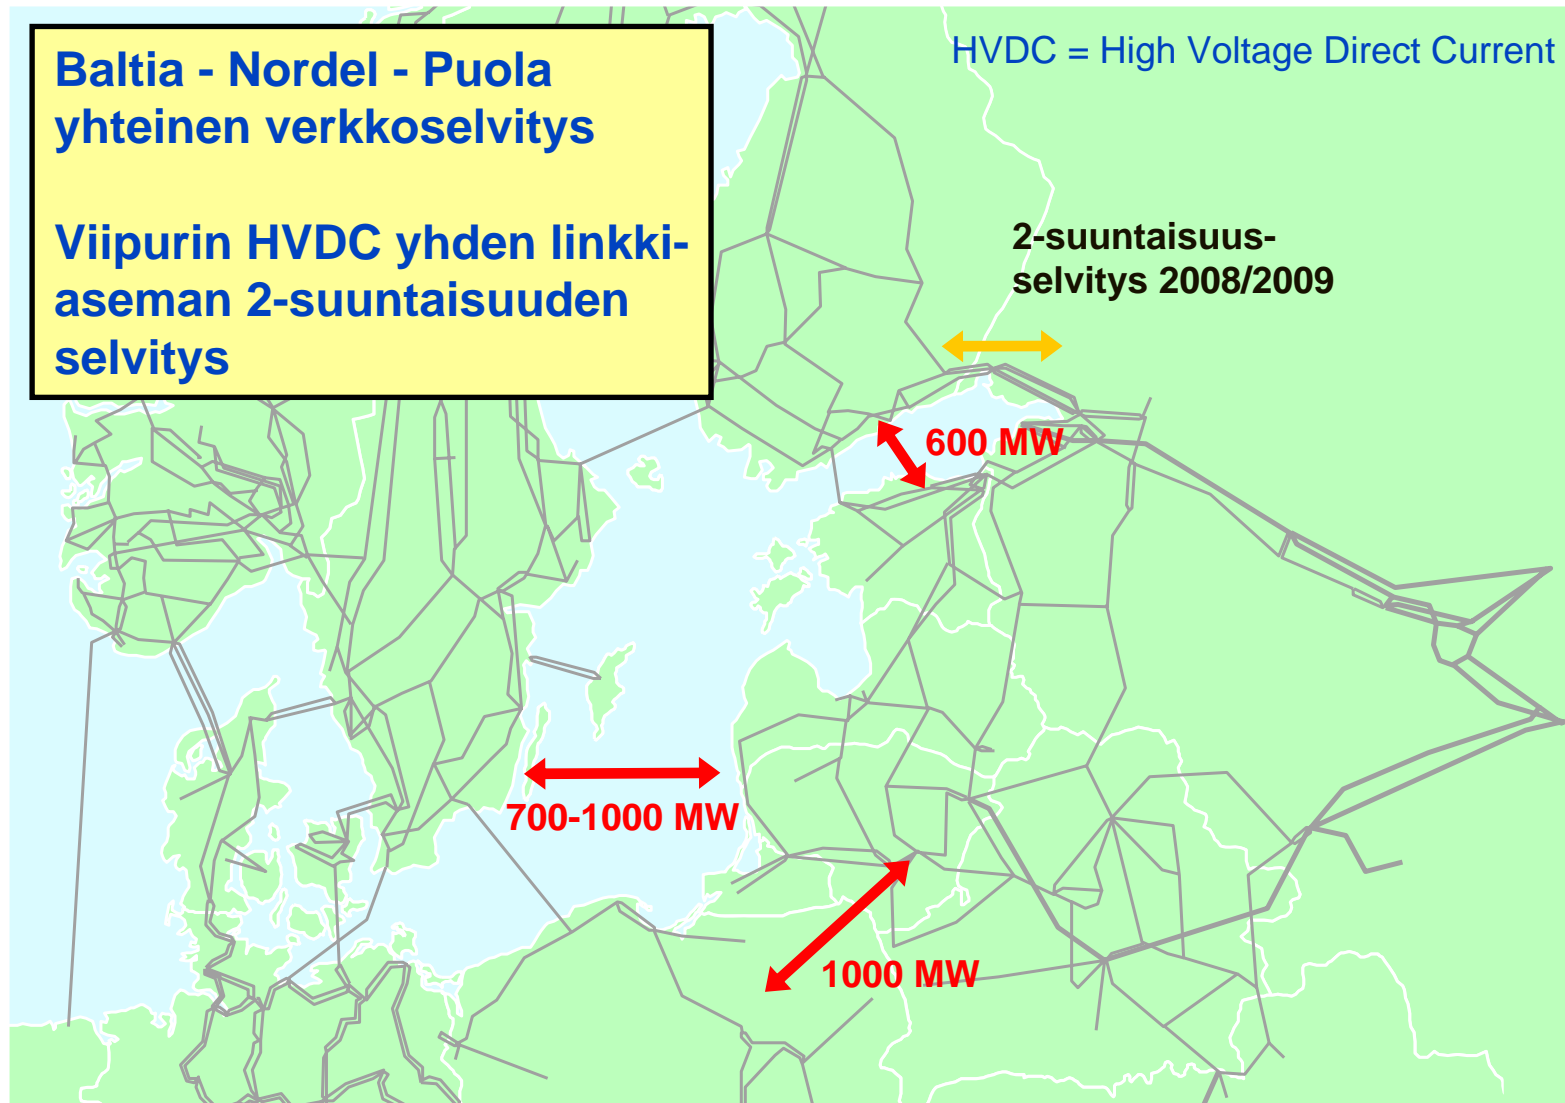 Baltia - Nordel - Puola
yhteinen verkkoselvitys
Viipurin HVDC yhden linkki-
aseman 2-suuntaisuuden
selvitys
HVDC = High Voltage Direct Current
2-suuntaisuus-
selvitys 2008/2009
600 MW
700-1000 MW
1000 MW